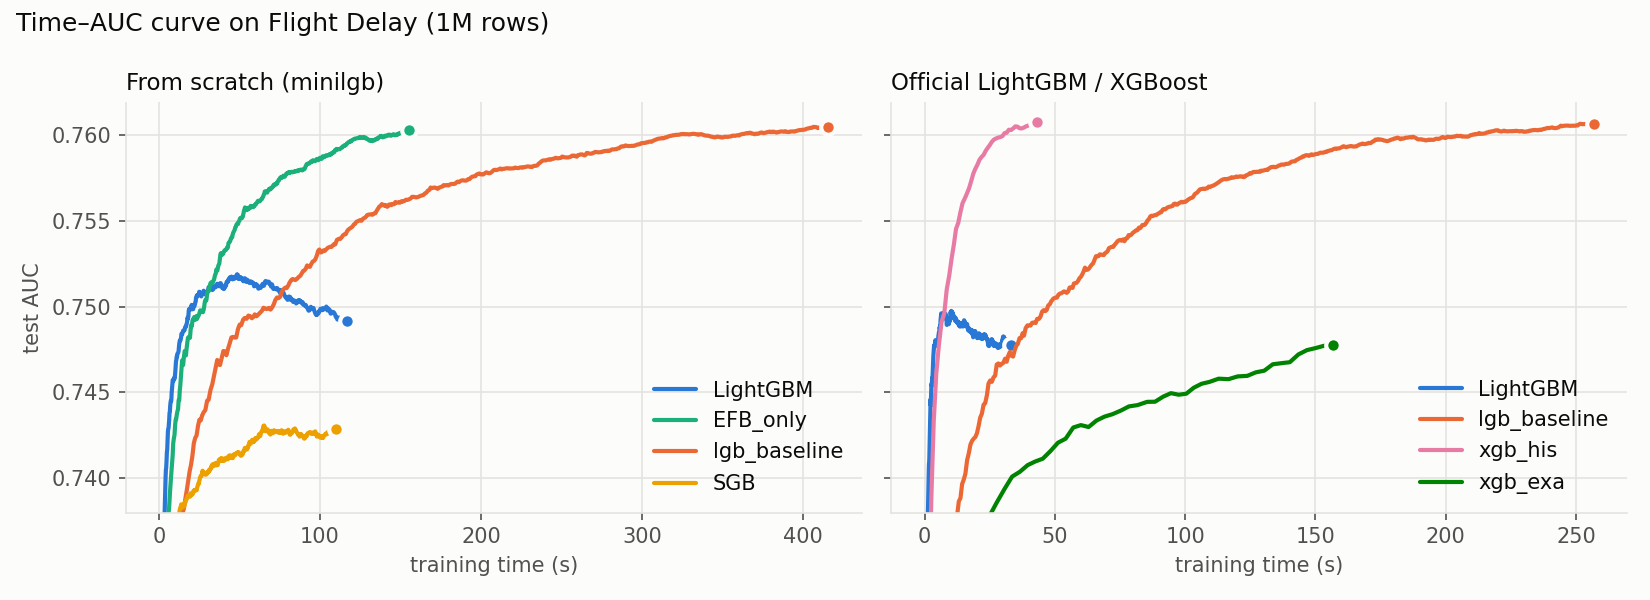 Time–AUC curve on Flight Delay (1M rows)
From scratch (minilgb)
test AUC
0.760
0.755
0.750
0.745
0.740
0
100
200
300
400
training time (s)
LightGBM
EFB_only
lgb_baseline
SGB
Official LightGBM / XGBoost
0
50
100
150
200
250
training time (s)
LightGBM
lgb_baseline
xgb_his
xgb_exa